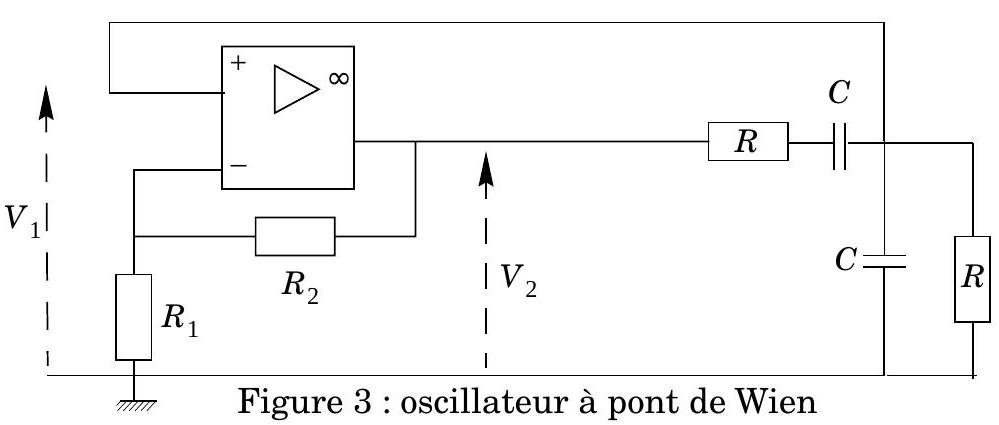 +
∞
C
R
−
V1
R2
V2
C
R
R1
Figure 3 : oscillateur à pont de Wien